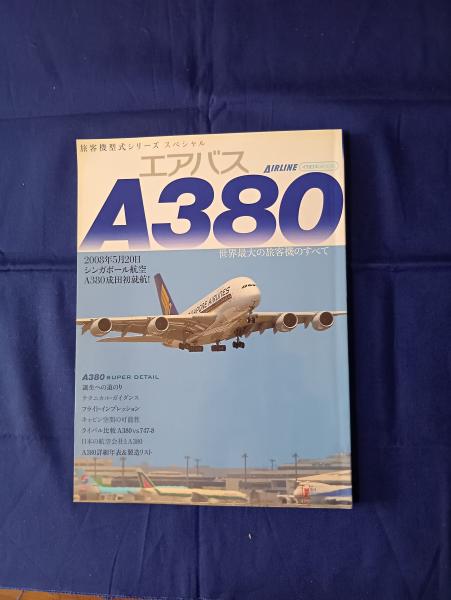 旅客機型式シリーズ スペシャル
エアバス
AIRLINE
A380
世界最大の旅客機のすべて
2008年5月20日
シンガポール航空
A380成田初就航!
SINGAPORE AIRLINES
A380 SUPER DETAIL
誕生への道のり
テクニカル・ガイダンス
フライト・インプレッション
キャビン空間の可能性
ライバル比較 A380 vs.747-8
日本の航空会社とA380
A380詳細年表&製造リスト